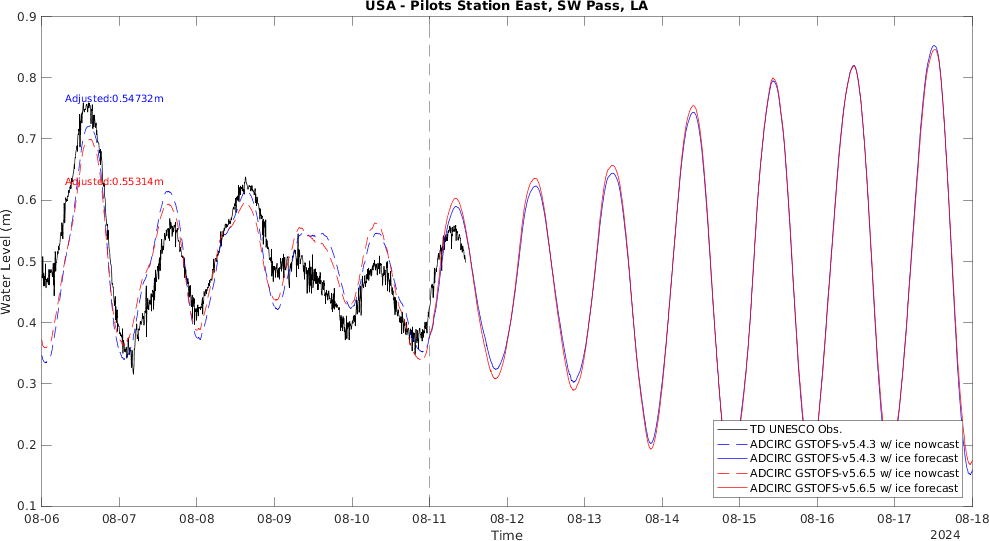 USA - Pilots Station East, SW Pass, LA
0.9
0.8
0.7
0.6
0.5
0.4
0.3
0.2
0.1
Water Level (m)
Adjusted:0.54732m
Adjusted:0.55314m
TD UNESCO Obs.
ADCIRC GSTOFS-v5.4.3 w/ ice nowcast
ADCIRC GSTOFS-v5.4.3 w/ ice forecast
ADCIRC GSTOFS-v5.6.5 w/ ice nowcast
ADCIRC GSTOFS-v5.6.5 w/ ice forecast
08-06 08-07 08-08 08-09 08-10 08-11 08-12 08-13 08-14 08-15 08-16 08-17 08-18
Time
2024